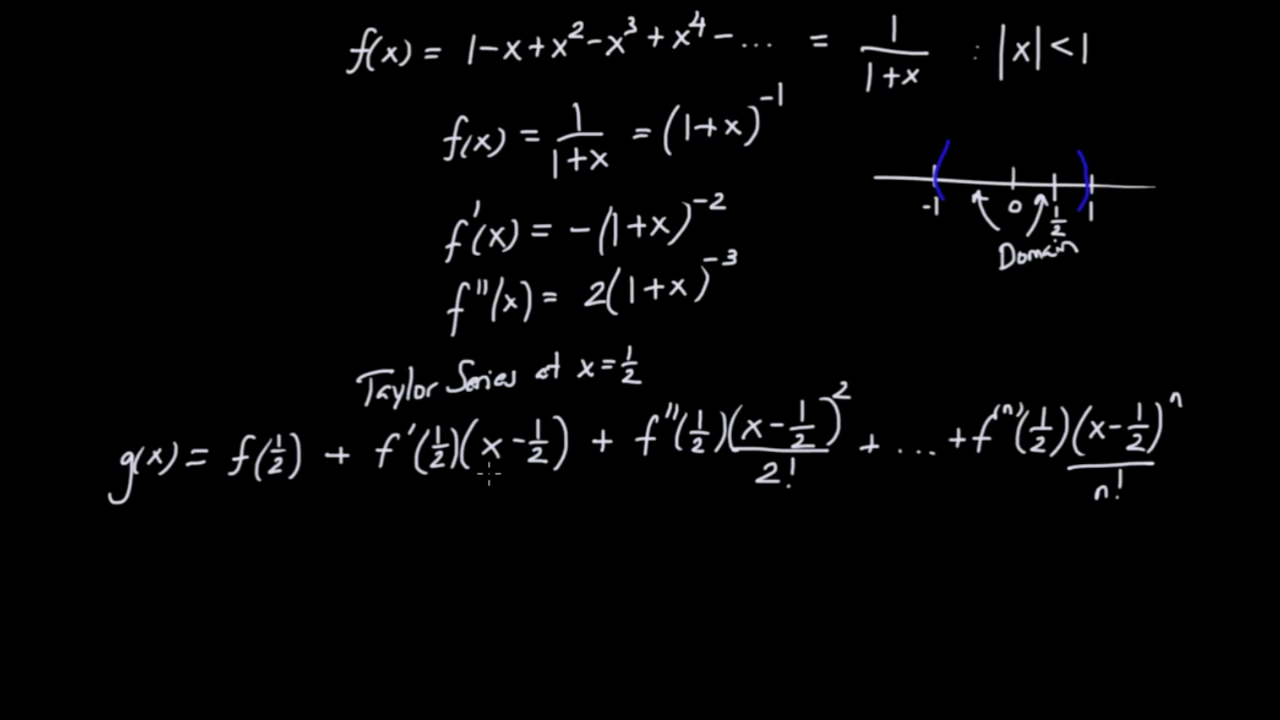 f(x) = 1 - x + x² - x³ + x⁴ - ... = 1/(1+x) : |x| < 1
f(x) = 1/(1+x) = (1+x)⁻¹
-1 0 1/2 1
Domain
f'(x) = -(1+x)⁻²
f''(x) = 2(1+x)⁻³
Taylor Series at x = 1/2
g(x) = f(1/2) + f'(1/2)(x - 1/2) + f''(1/2)(x - 1/2)²/2! + .... + f⁽ⁿ⁾(1/2)(x - 1/2)ⁿ/n!